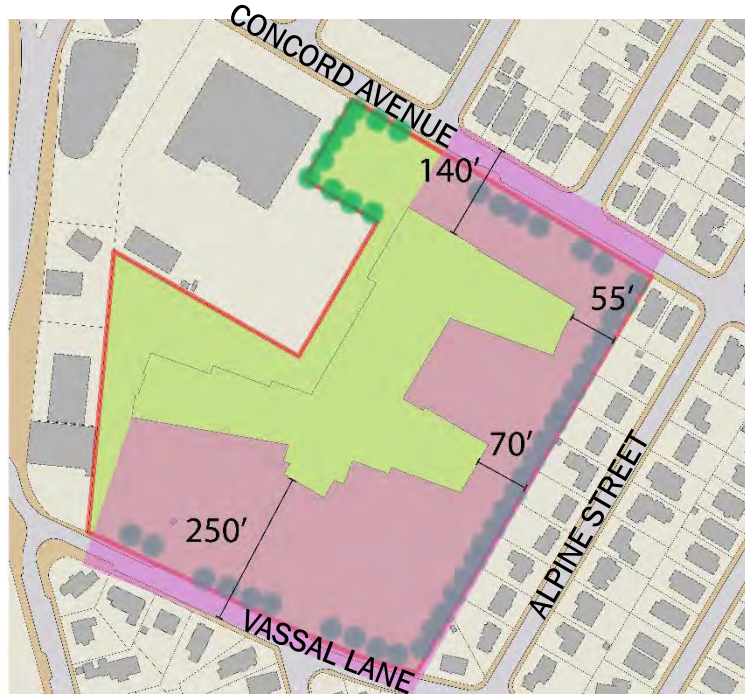 CONCORD AVENUE
140'
55'
70'
250'
ALPINE STREET
VASSAL LANE